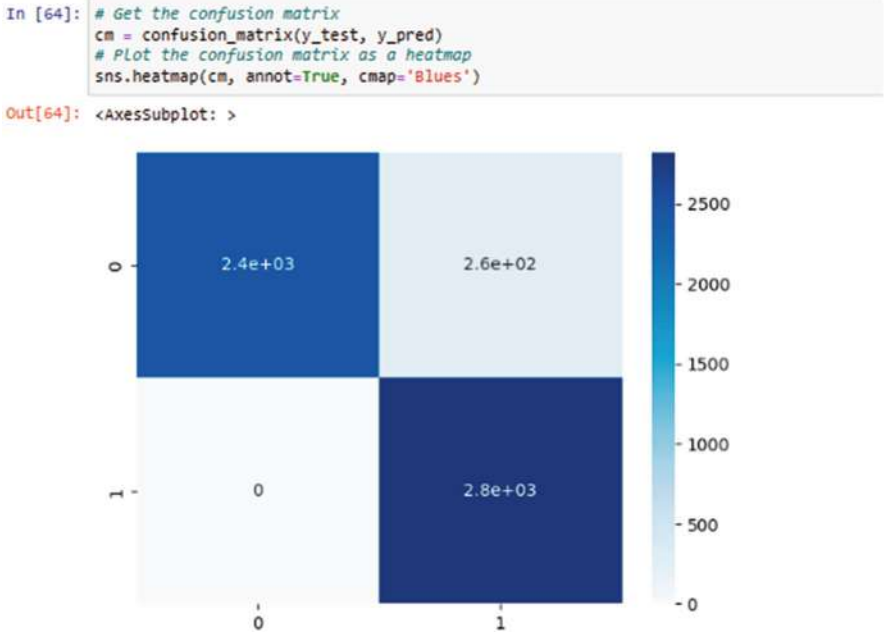 In [64]: # Get the confusion matrix
cm = confusion_matrix(y_test, y_pred)
# Plot the confusion matrix as a heatmap
sns.heatmap(cm, annot=True, cmap='Blues')
Out[64]: <AxesSubplot: >
0
2.4e+03
2.6e+02
1
0
2.8e+03
0
1
2500
2000
1500
1000
500
0